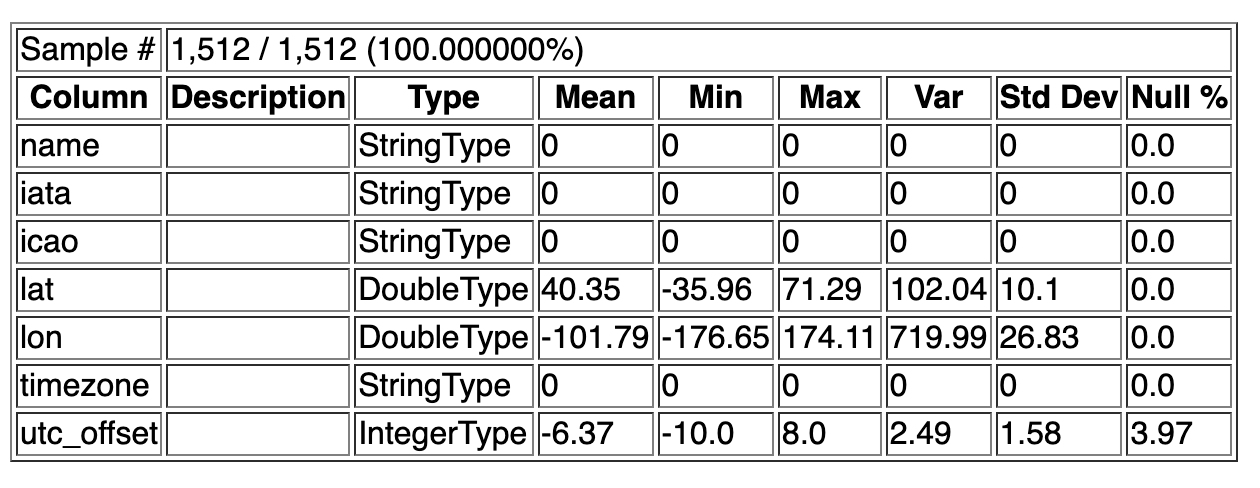 Sample # 1,512 / 1,512 (100.000000%)
Column Description Type Mean Min Max Var Std Dev Null %
name StringType 0 0 0 0 0 0.0
iata StringType 0 0 0 0 0 0.0
icao StringType 0 0 0 0 0 0.0
lat DoubleType 40.35 -35.96 71.29 102.04 10.1 0.0
lon DoubleType -101.79 -176.65 174.11 719.99 26.83 0.0
timezone StringType 0 0 0 0 0 0.0
utc_offset IntegerType -6.37 -10.0 8.0 2.49 1.58 3.97